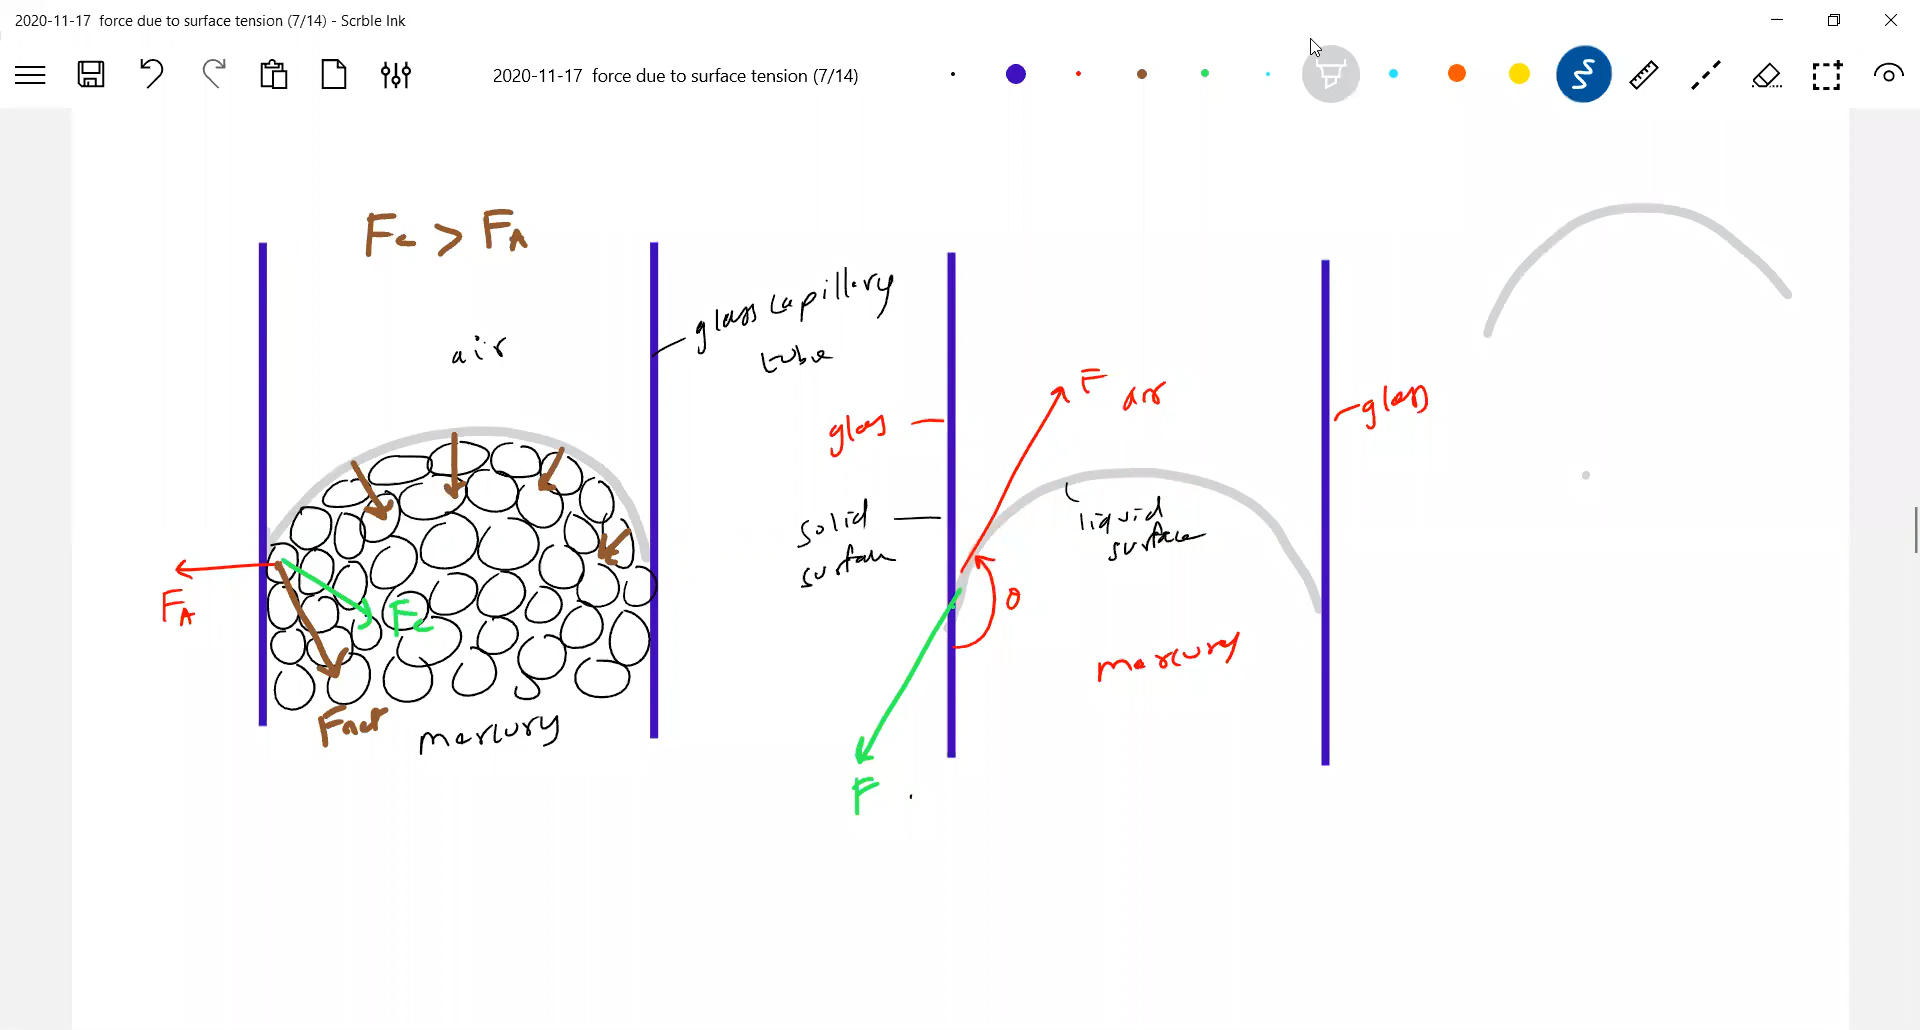 2020-11-17 force due to surface tension (7/14) - Scrble Ink
2020-11-17 force due to surface tension (7/14)
Fc > FA
air
glass capillary
tube
FA
Fc
Fnet
mercury
F
air
glass
glass
solid
surface
liquid
surface
θ
mercury
F